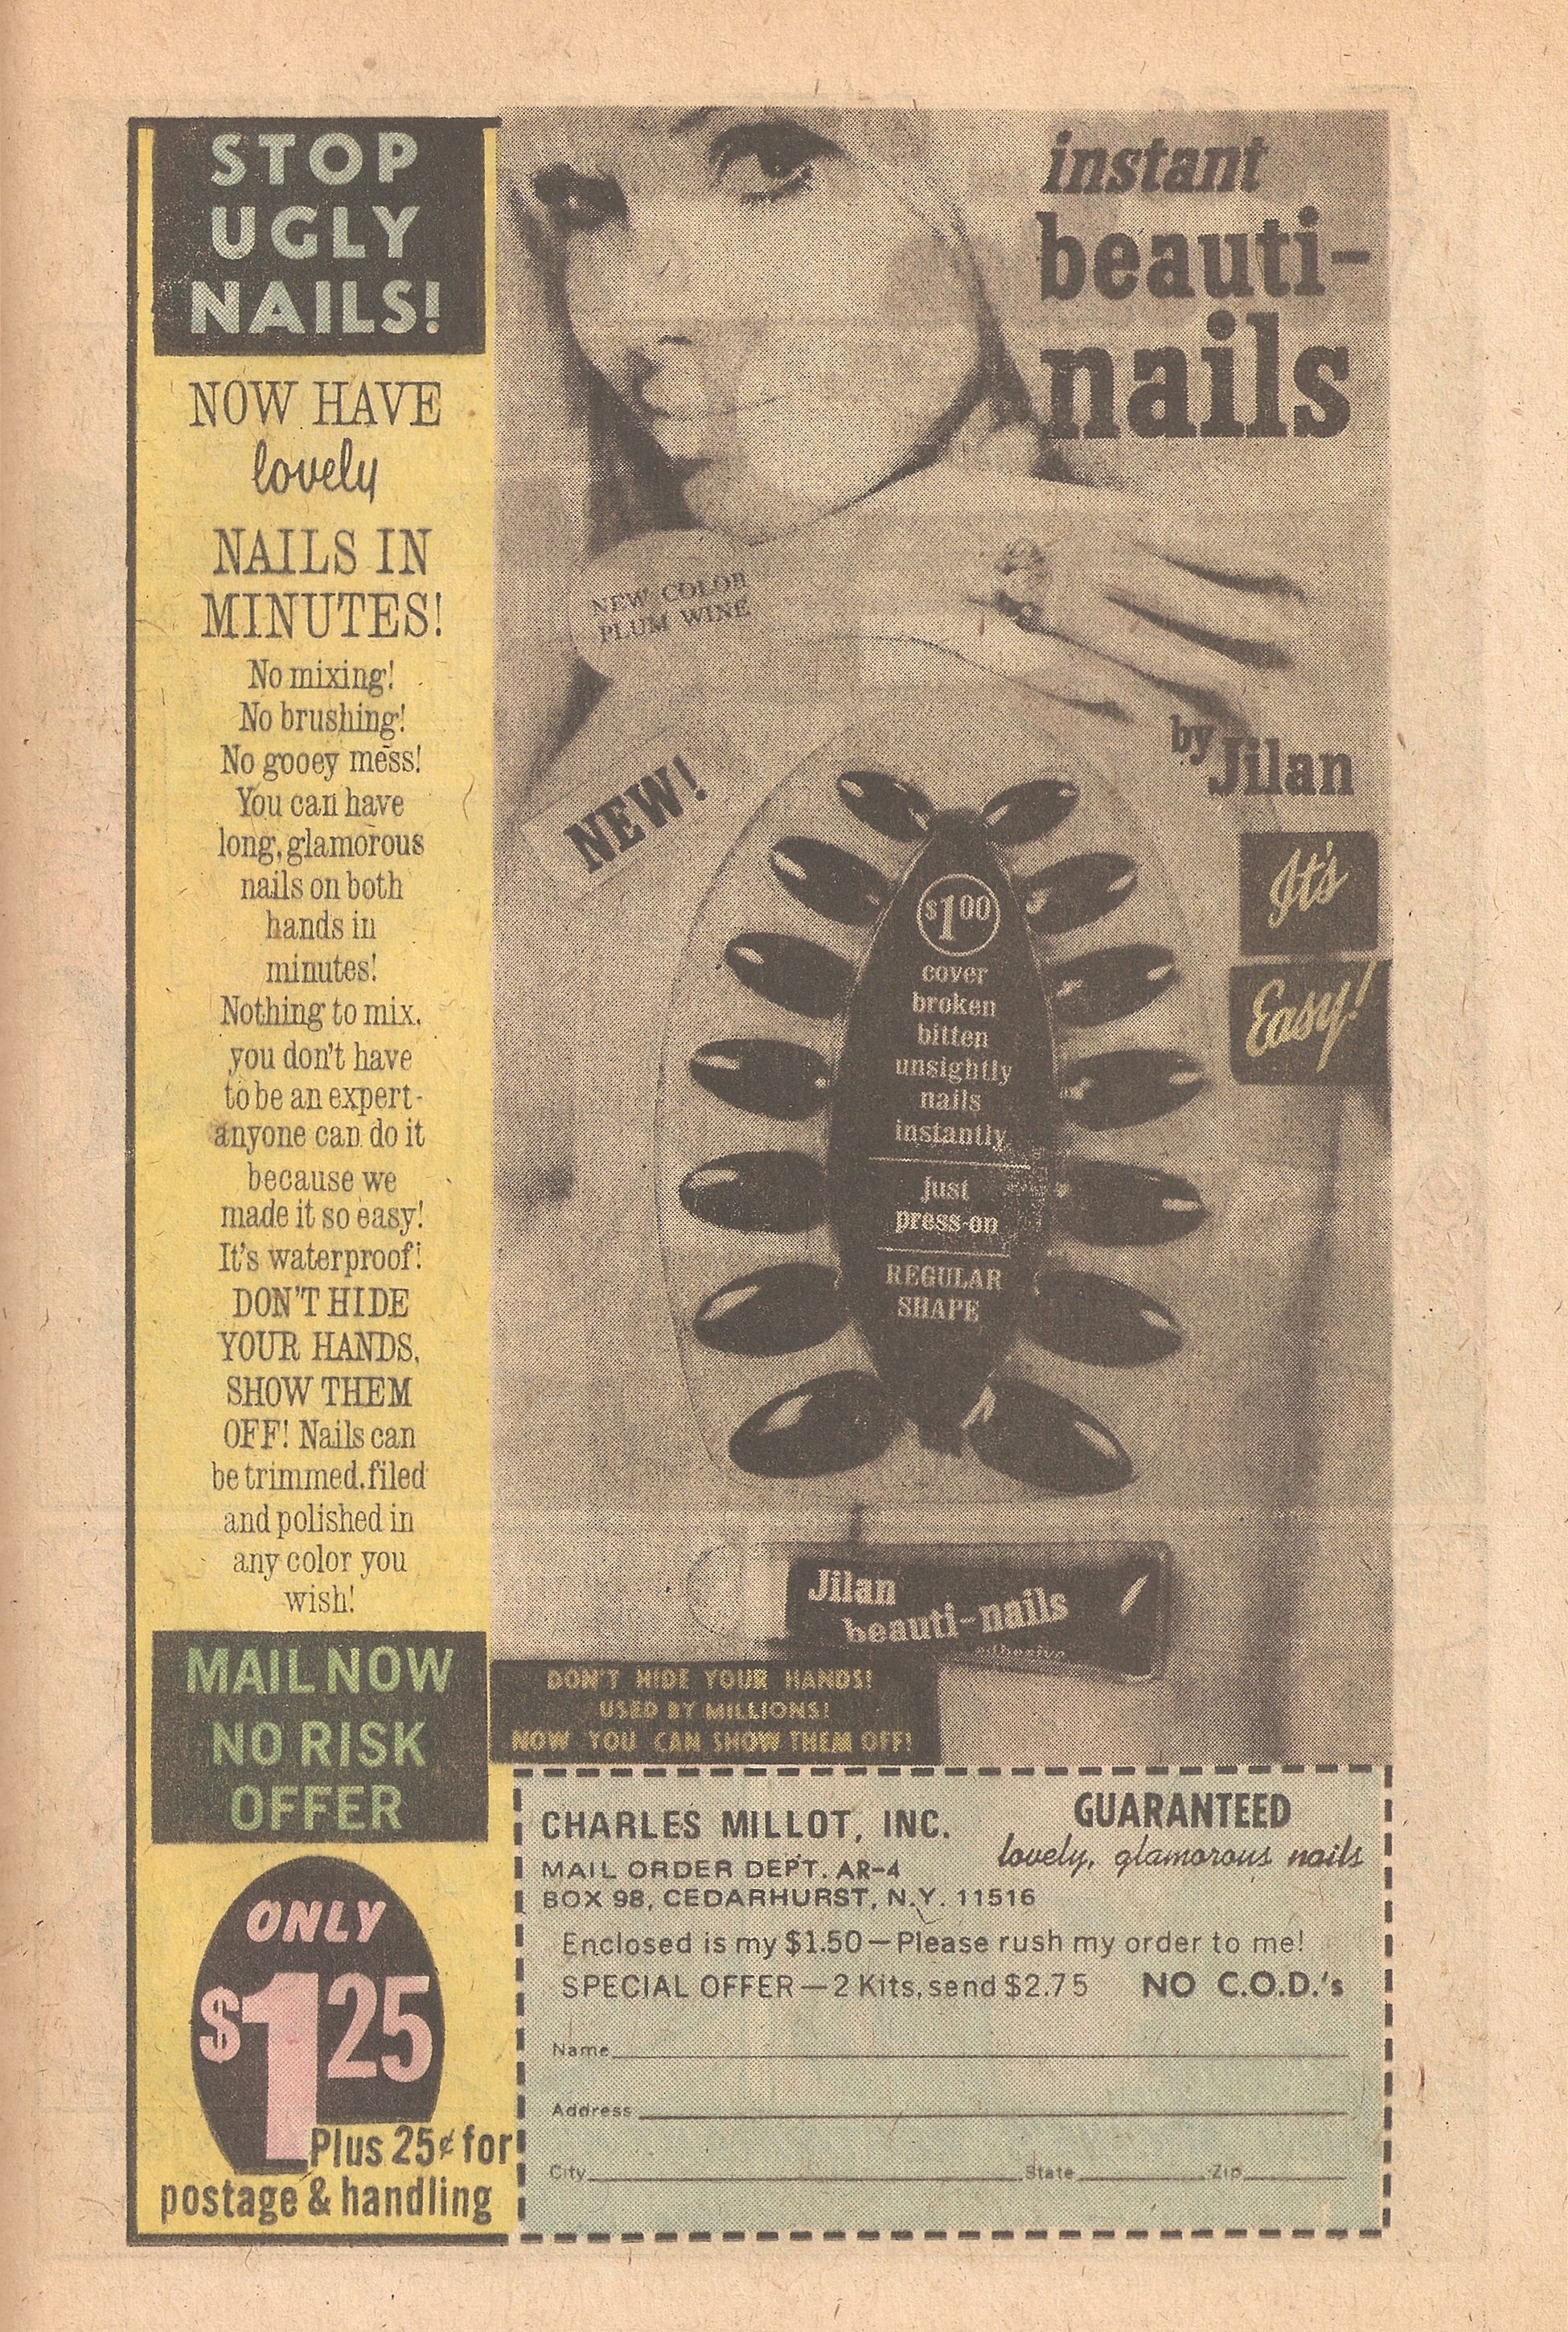 STOP
UGLY
NAILS!
NOW HAVE
lovely
NAILS IN
MINUTES!
No mixing!
No brushing!
No gooey mess!
You can have
long, glamorous
nails on both
hands in
minutes!
Nothing to mix,
you don't have
to be an expert-
anyone can do it
because we
made it so easy!
It's waterproof!
DON'T HIDE
YOUR HANDS,
SHOW THEM
OFF! Nails can
be trimmed, filed
and polished in
any color you
wish!
MAIL NOW
NO RISK
OFFER
ONLY
$125
Plus 25¢ for
postage & handling
instant
beauti-
nails
NEW COLOR
PLUM WINE
by Jilan
NEW!
It's
Easy!
$100
cover
broken
bitten
unsightly
nails
instantly
just
press-on
REGULAR
SHAPE
Jilan
beauti-nails
adhesive
DON'T HIDE YOUR HANDS!
USED BY MILLIONS!
NOW YOU CAN SHOW THEM OFF!
CHARLES MILLOT, INC.
MAIL ORDER DEPT. AR-4
BOX 98, CEDARHURST, N.Y. 11516
GUARANTEED
lovely, glamorous nails
Enclosed is my $1.50—Please rush my order to me!
SPECIAL OFFER—2 Kits, send $2.75 NO C.O.D.'s
Name
Address
City State Zip